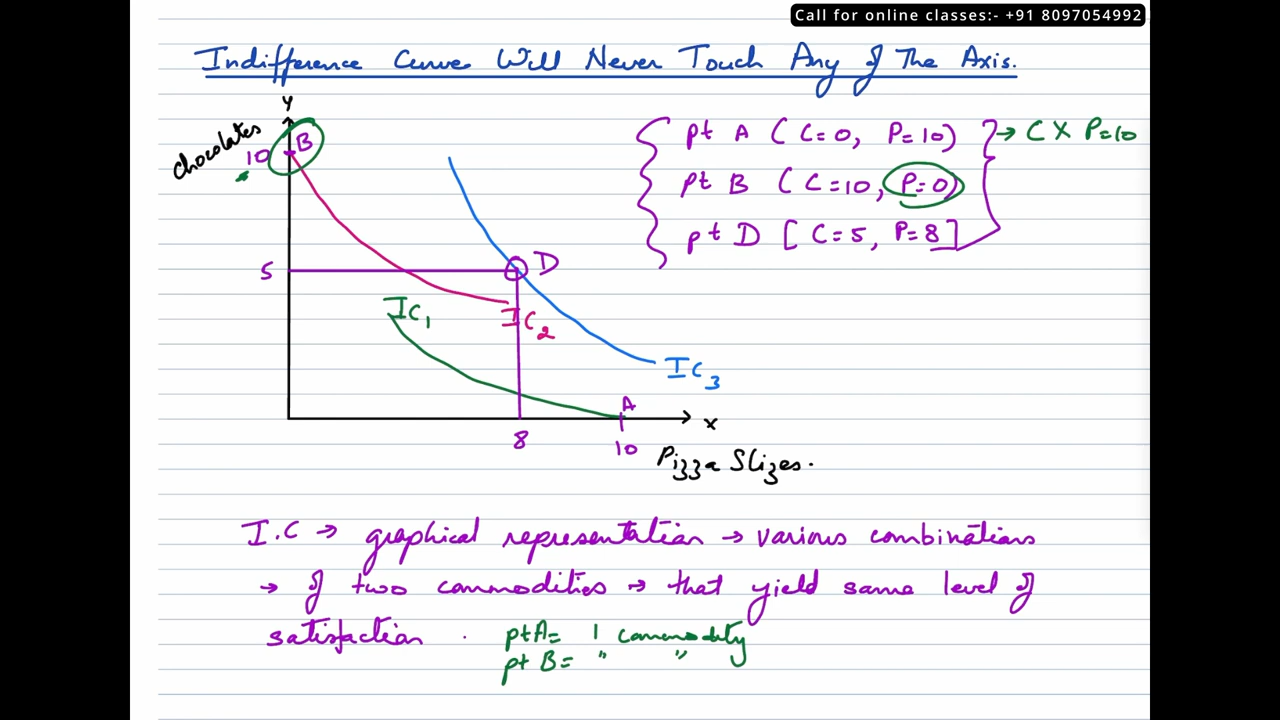 Call for online classes:- +91 8097054992
Indifference Curve Will Never Touch Any of The Axis.
Y
chocolates
10 B
pt A ( C=0, P=10) → C X P=10
pt B ( C=10, P=0)
pt D [ C=5, P=8]
5
D
IC1
IC2
IC3
A
x
8
10
Pizza Slizes.
I.C → graphical representation → various combinations
→ of two commodities → that yield same level of
satisfaction .
pt A= 1 commodity
pt B= " "